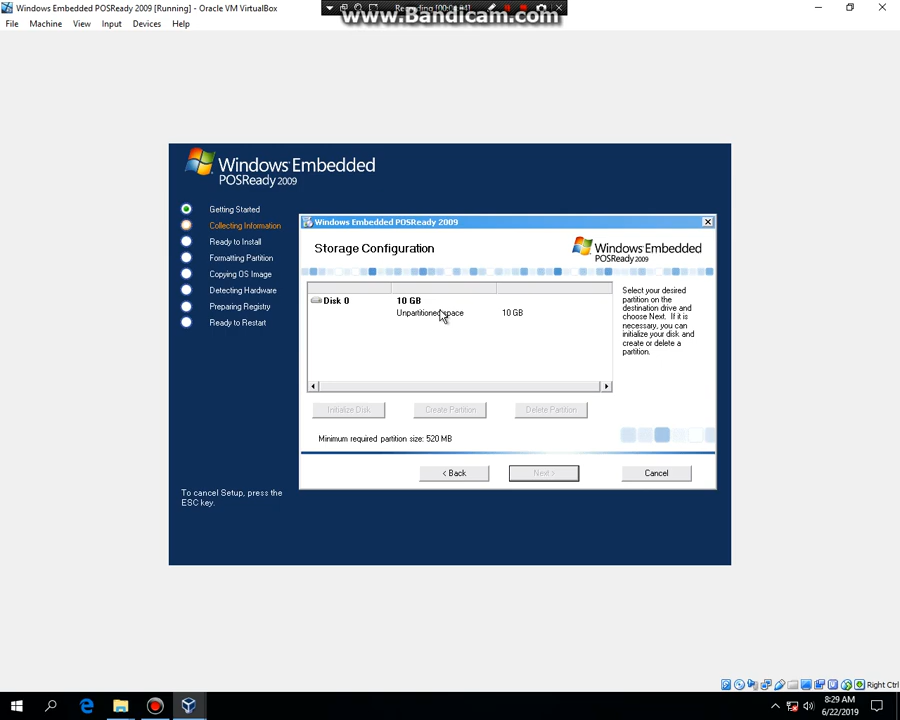 Windows Embedded POSReady 2009 [Running] - Oracle VM VirtualBox
www.Bandicam.com
File Machine View Input Devices Help
Windows Embedded
POSReady 2009
Getting Started
Collecting Information
Ready to Install
Formatting Partition
Copying OS Image
Detecting Hardware
Preparing Registry
Ready to Restart
To cancel Setup, press the
ESC key.
Windows Embedded POSReady 2009
Storage Configuration
Windows Embedded
POSReady 2009
Disk 0 10 GB
Unpartitioned space 10 GB
Select your desired
partition on the
destination drive and
choose Next. If it is
necessary, you can
initialize your disk and
create or delete a
partition.
Initialize Disk Create Partition Delete Partition
Minimum required partition size: 520 MB
< Back Next > Cancel
Right Ctrl
8:29 AM
6/22/2019